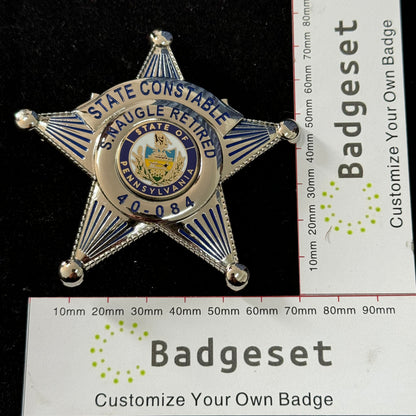 STATE CONSTABLE
S. NAUGLE RETIRED
STATE OF
PENNSYLVANIA
40-084
10mm 20mm 30mm 40mm 50mm 60mm 70mm 80mm 90mm
Badgeset
Customize Your Own Badge
10mm 20mm 30mm 40mm 50mm 60mm 70mm 80mm 90mm
Badgeset
Customize Your Own Badge